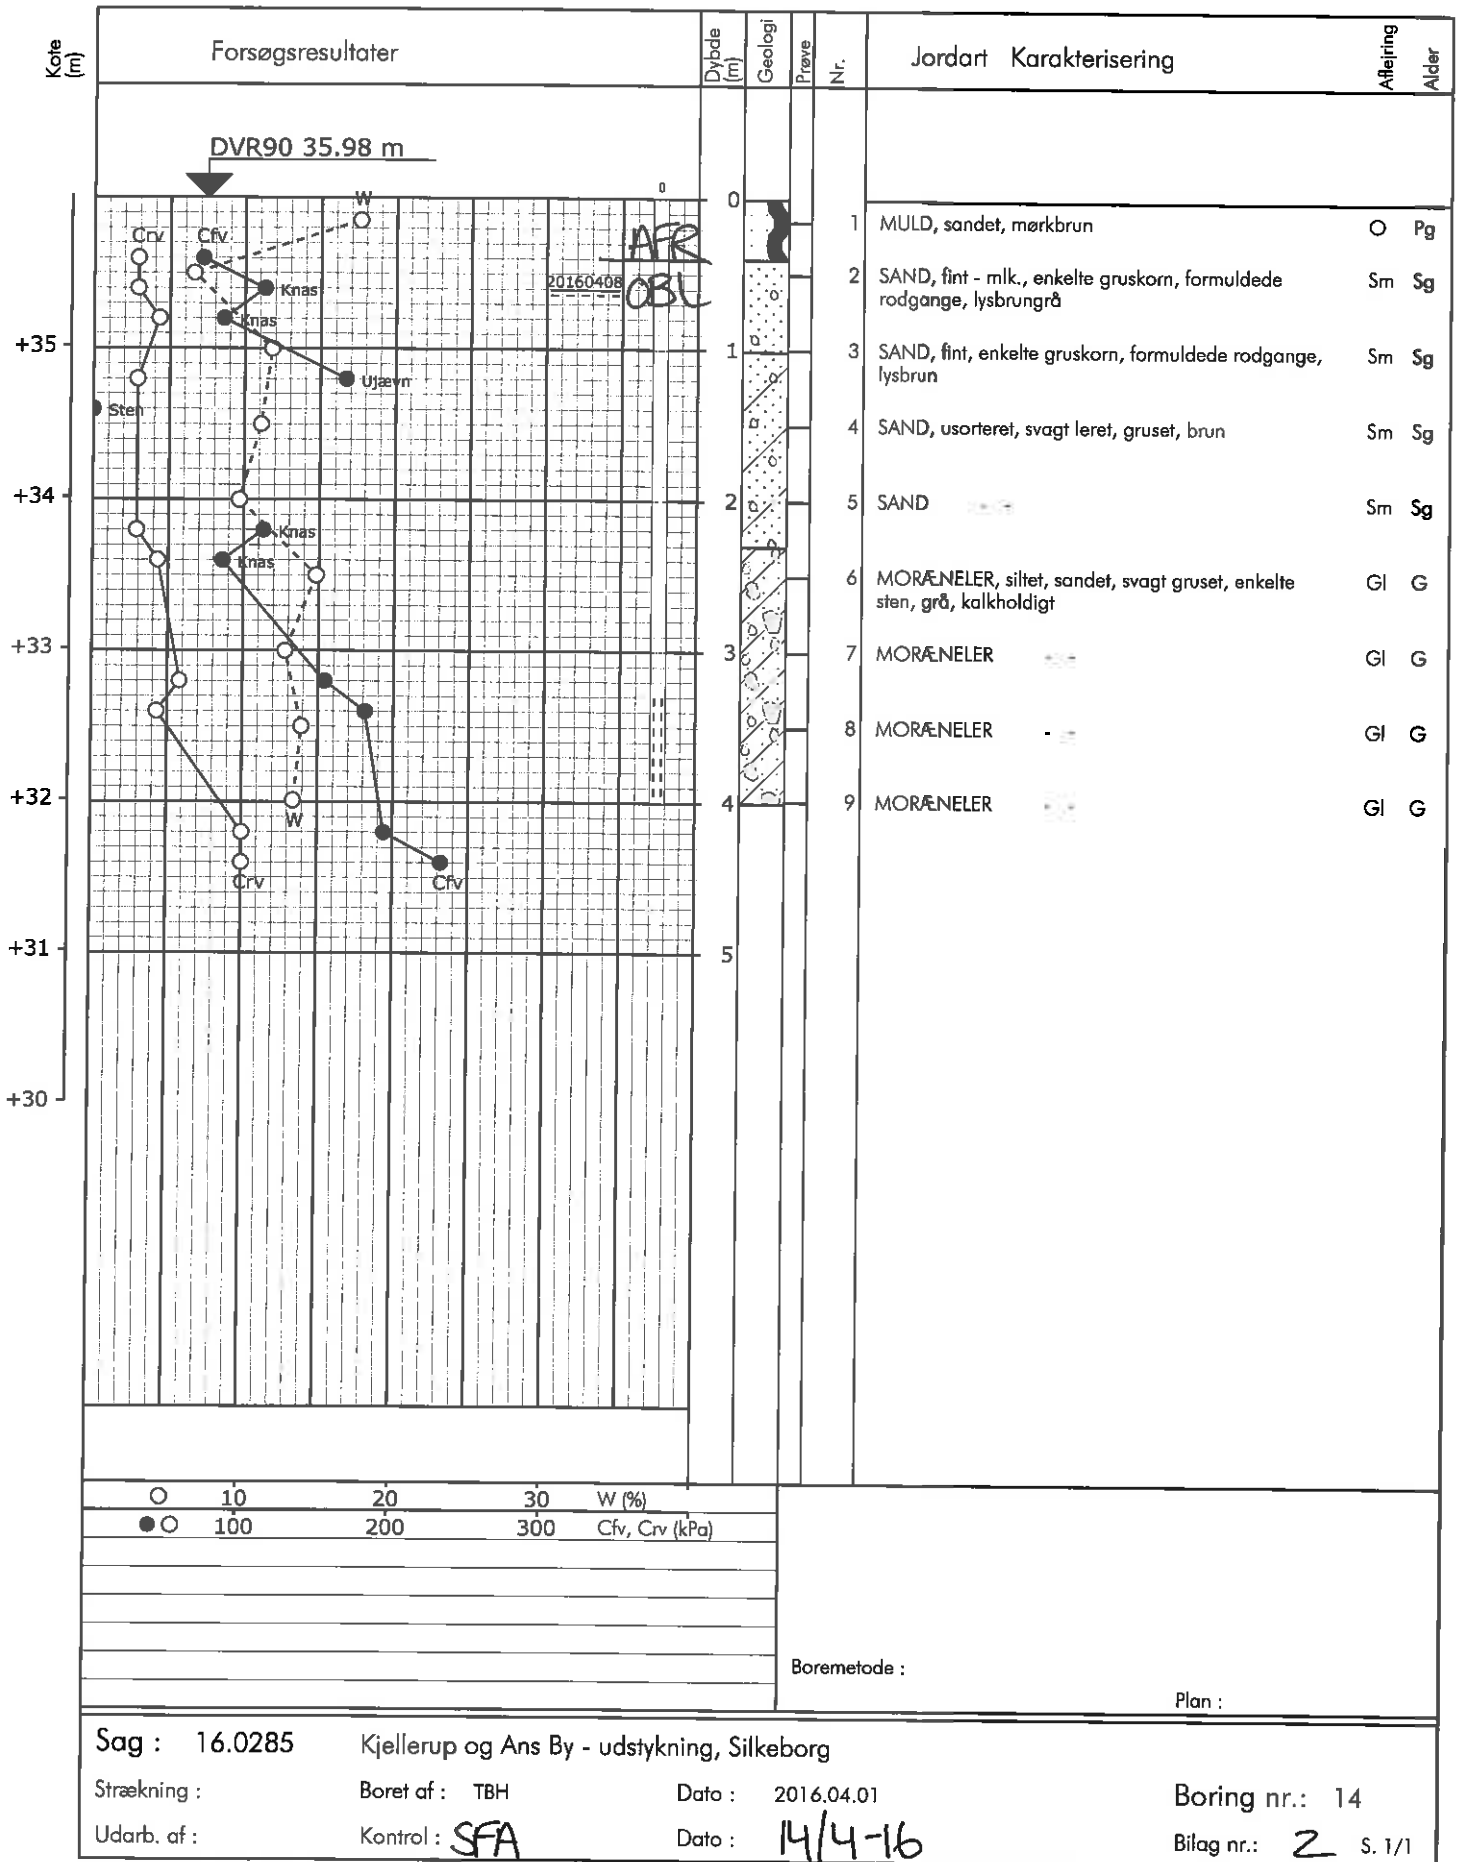 Kote (m)
Forsøgsresultater
Dybde (m)
Geologi
Prøve
Nr.
Jordart Karakterisering
Aflejring
Alder
DVR90 35.98 m
W
0
0
Crv
Cfv
AFR
1 MULD, sandet, mørkbrun O Pg
20160408
OBL
Knas
2 SAND, fint - mlk., enkelte gruskorn, formuldede Sm Sg
rodgange, lysbrungrå
Knas
+35
1
3 SAND, fint, enkelte gruskorn, formuldede rodgange, Sm Sg
lysbrun
Ujævn
Sten
4 SAND, usorteret, svagt leret, gruset, brun Sm Sg
+34
2
5 SAND - " - Sm Sg
Knas
Knas
6 MORÆNELER, siltet, sandet, svagt gruset, enkelte Gl G
sten, grå, kalkholdigt
+33
3
7 MORÆNELER - " - Gl G
8 MORÆNELER - " - Gl G
+32
4
9 MORÆNELER - " - Gl G
W
Crv
Cfv
+31
5
+30
10 20 30 W (%)
100 200 300 Cfv, Crv (kPa)
Boremetode :
Plan :
Sag : 16.0285 Kjellerup og Ans By - udstykning, Silkeborg
Strækning : Boret af : TBH Dato : 2016.04.01 Boring nr.: 14
Udarb. af : Kontrol : SFA Dato : 14/4-16 Bilag nr.: 2 S. 1/1